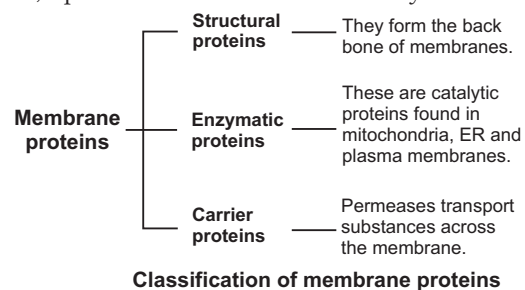 Structural
proteins
They form the back
bone of membranes.
Membrane
proteins
Enzymatic
proteins
These are catalytic
proteins found in
mitochondria, ER and
plasma membranes.
Carrier
proteins
Permeases transport
substances across
the membrane.
Classification of membrane proteins